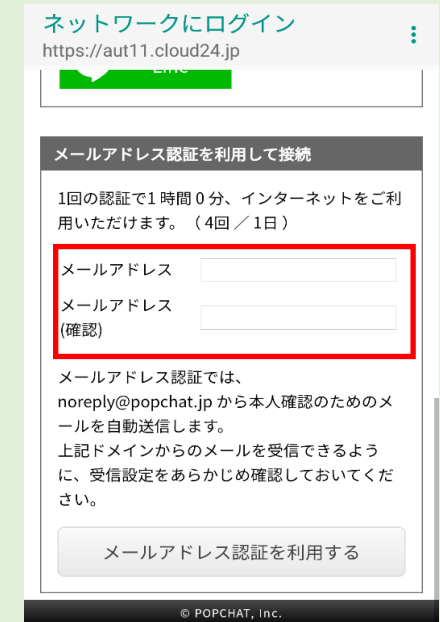 ネットワークにログイン
https://aut11.cloud24.jp
Line
メールアドレス認証を利用して接続
1回の認証で1時間0分、インターネットをご利
用いただけます。（4回／1日）
メールアドレス
メールアドレス
(確認)
メールアドレス認証では、
noreply@popchat.jp から本人確認のためのメ
ールを自動送信します。
上記ドメインからのメールを受信できるよう
に、受信設定をあらかじめ確認しておいてくだ
さい。
メールアドレス認証を利用する
© POPCHAT, Inc.